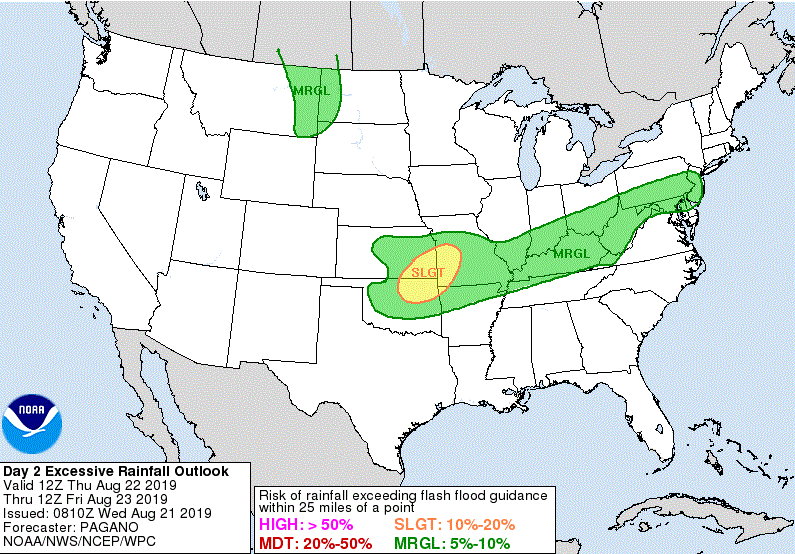 MRGL
SLGT
MRGL
NOAA
Day 2 Excessive Rainfall Outlook
Valid 12Z Thu Aug 22 2019
Thru 12Z Fri Aug 23 2019
Issued: 0810Z Wed Aug 21 2019
Forecaster: PAGANO
NOAA/NWS/NCEP/WPC
Risk of rainfall exceeding flash flood guidance
within 25 miles of a point
HIGH: > 50% SLGT: 10%-20%
MDT: 20%-50% MRGL: 5%-10%